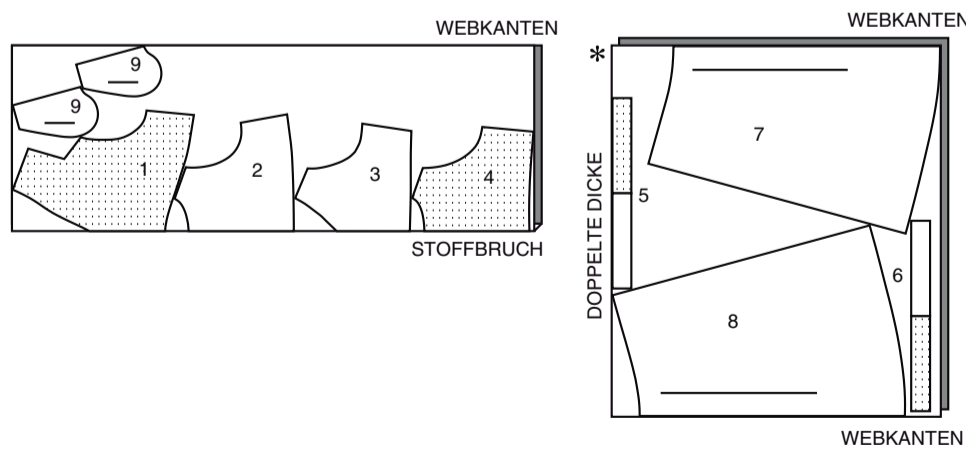 WEBKANTEN
9
9
1
2
3
4
STOFFBRUCH
WEBKANTEN
*
DOPPELTE DICKE
7
5
6
8
WEBKANTEN